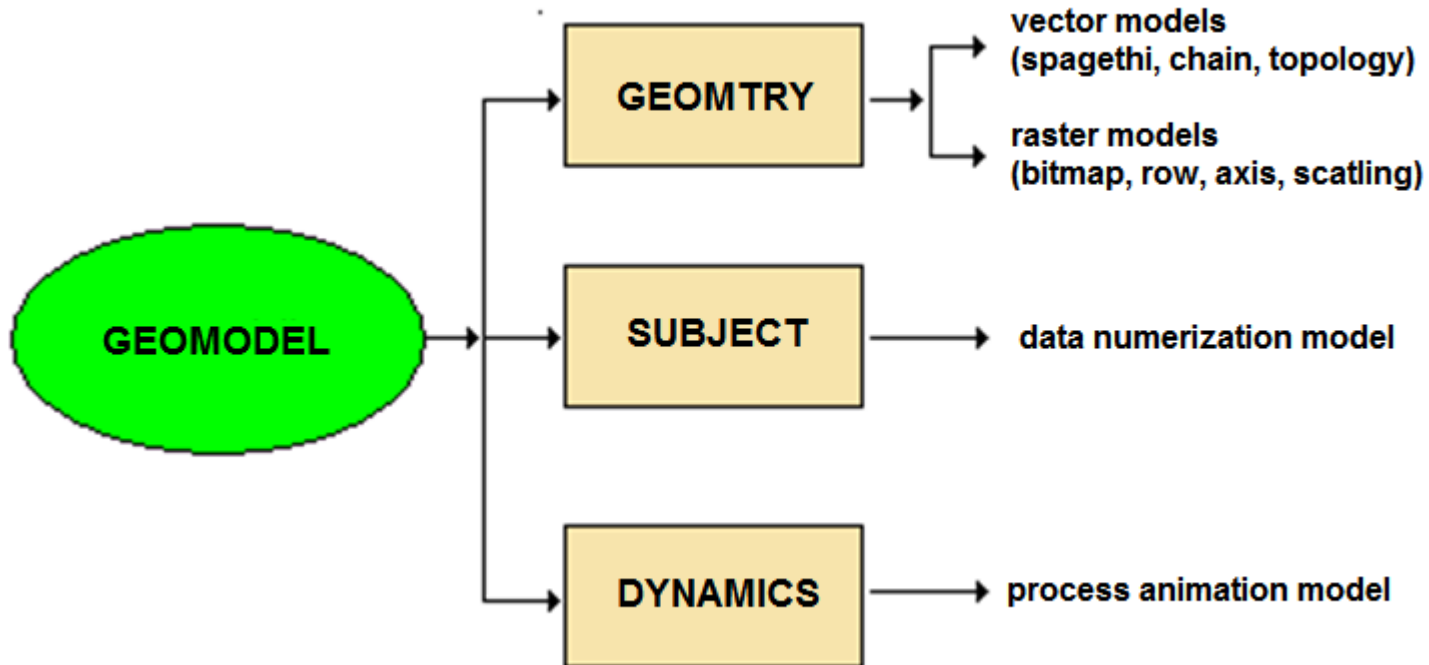 GEOMODEL
GEOMTRY
vector models
(spagethi, chain, topology)
raster models
(bitmap, row, axis, scatling)
SUBJECT
data numerization model
DYNAMICS
process animation model